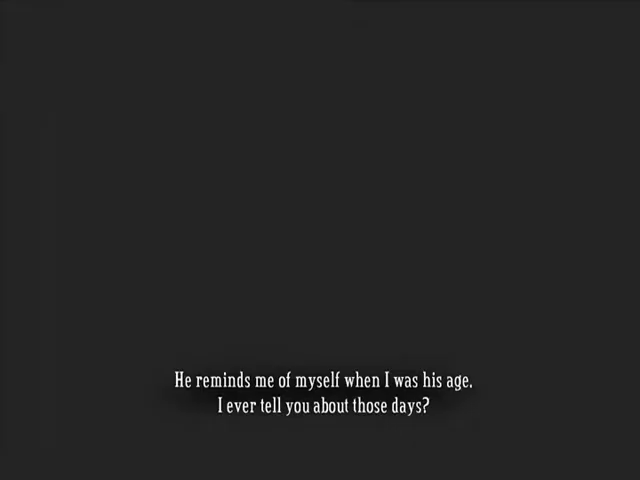 He reminds me of myself when I was his age.
I ever tell you about those days?